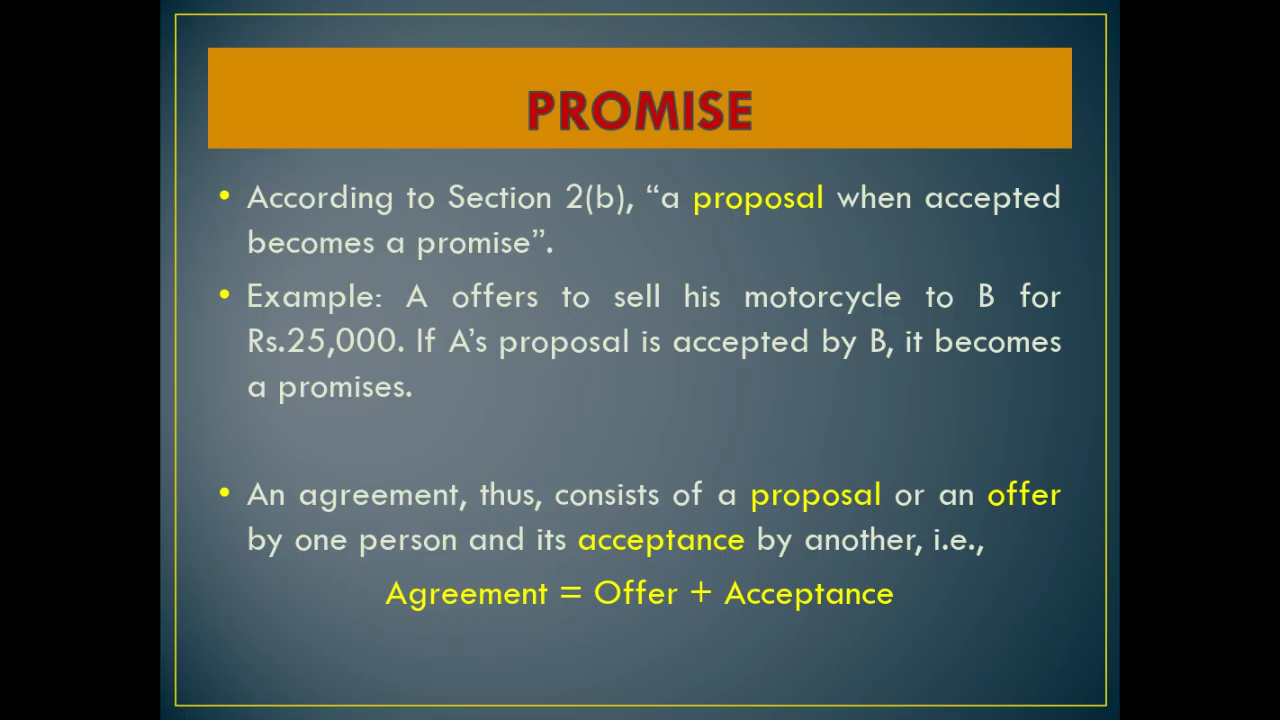 PROMISE
• According to Section 2(b), “a proposal when accepted
becomes a promise”.
• Example: A offers to sell his motorcycle to B for
Rs.25,000. If A’s proposal is accepted by B, it becomes
a promises.
• An agreement, thus, consists of a proposal or an offer
by one person and its acceptance by another, i.e.,
Agreement = Offer + Acceptance